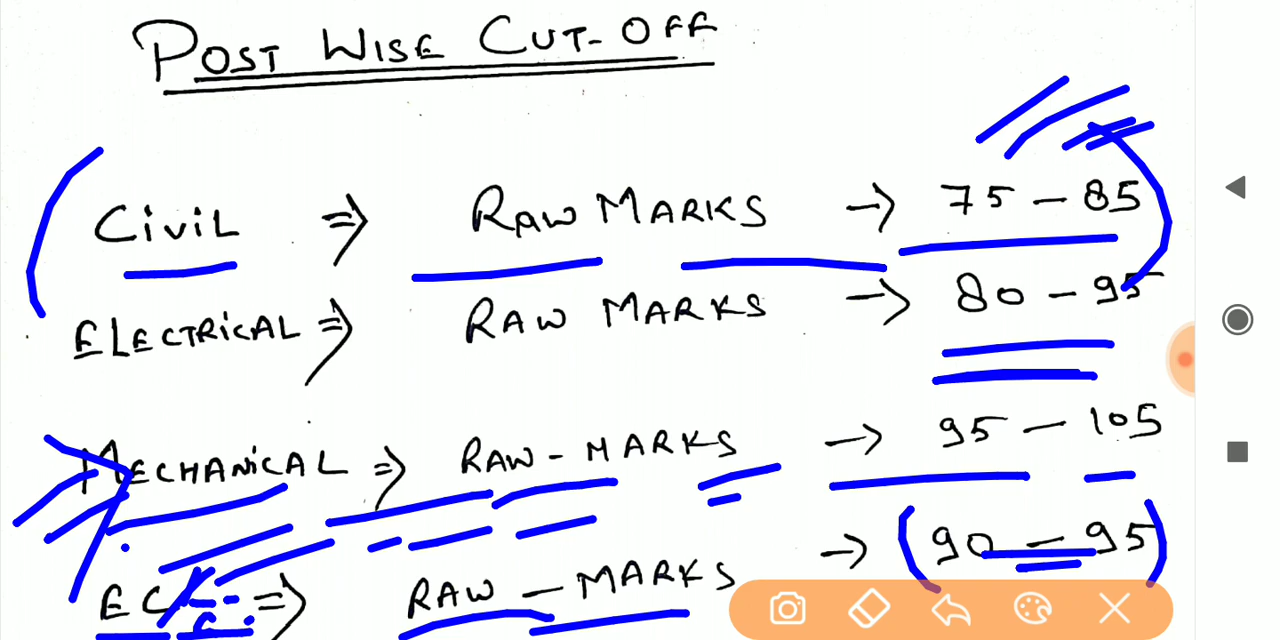 POST WISE CUT-OFF
CiviL => RAW MARKS -> 75 - 85
ELECTRiCAL => RAW MARKS -> 80 - 95
MECHANiCAL => RAW - MARKS -> 95 - 105
=> RAW - MARKS -> (90 - 95)